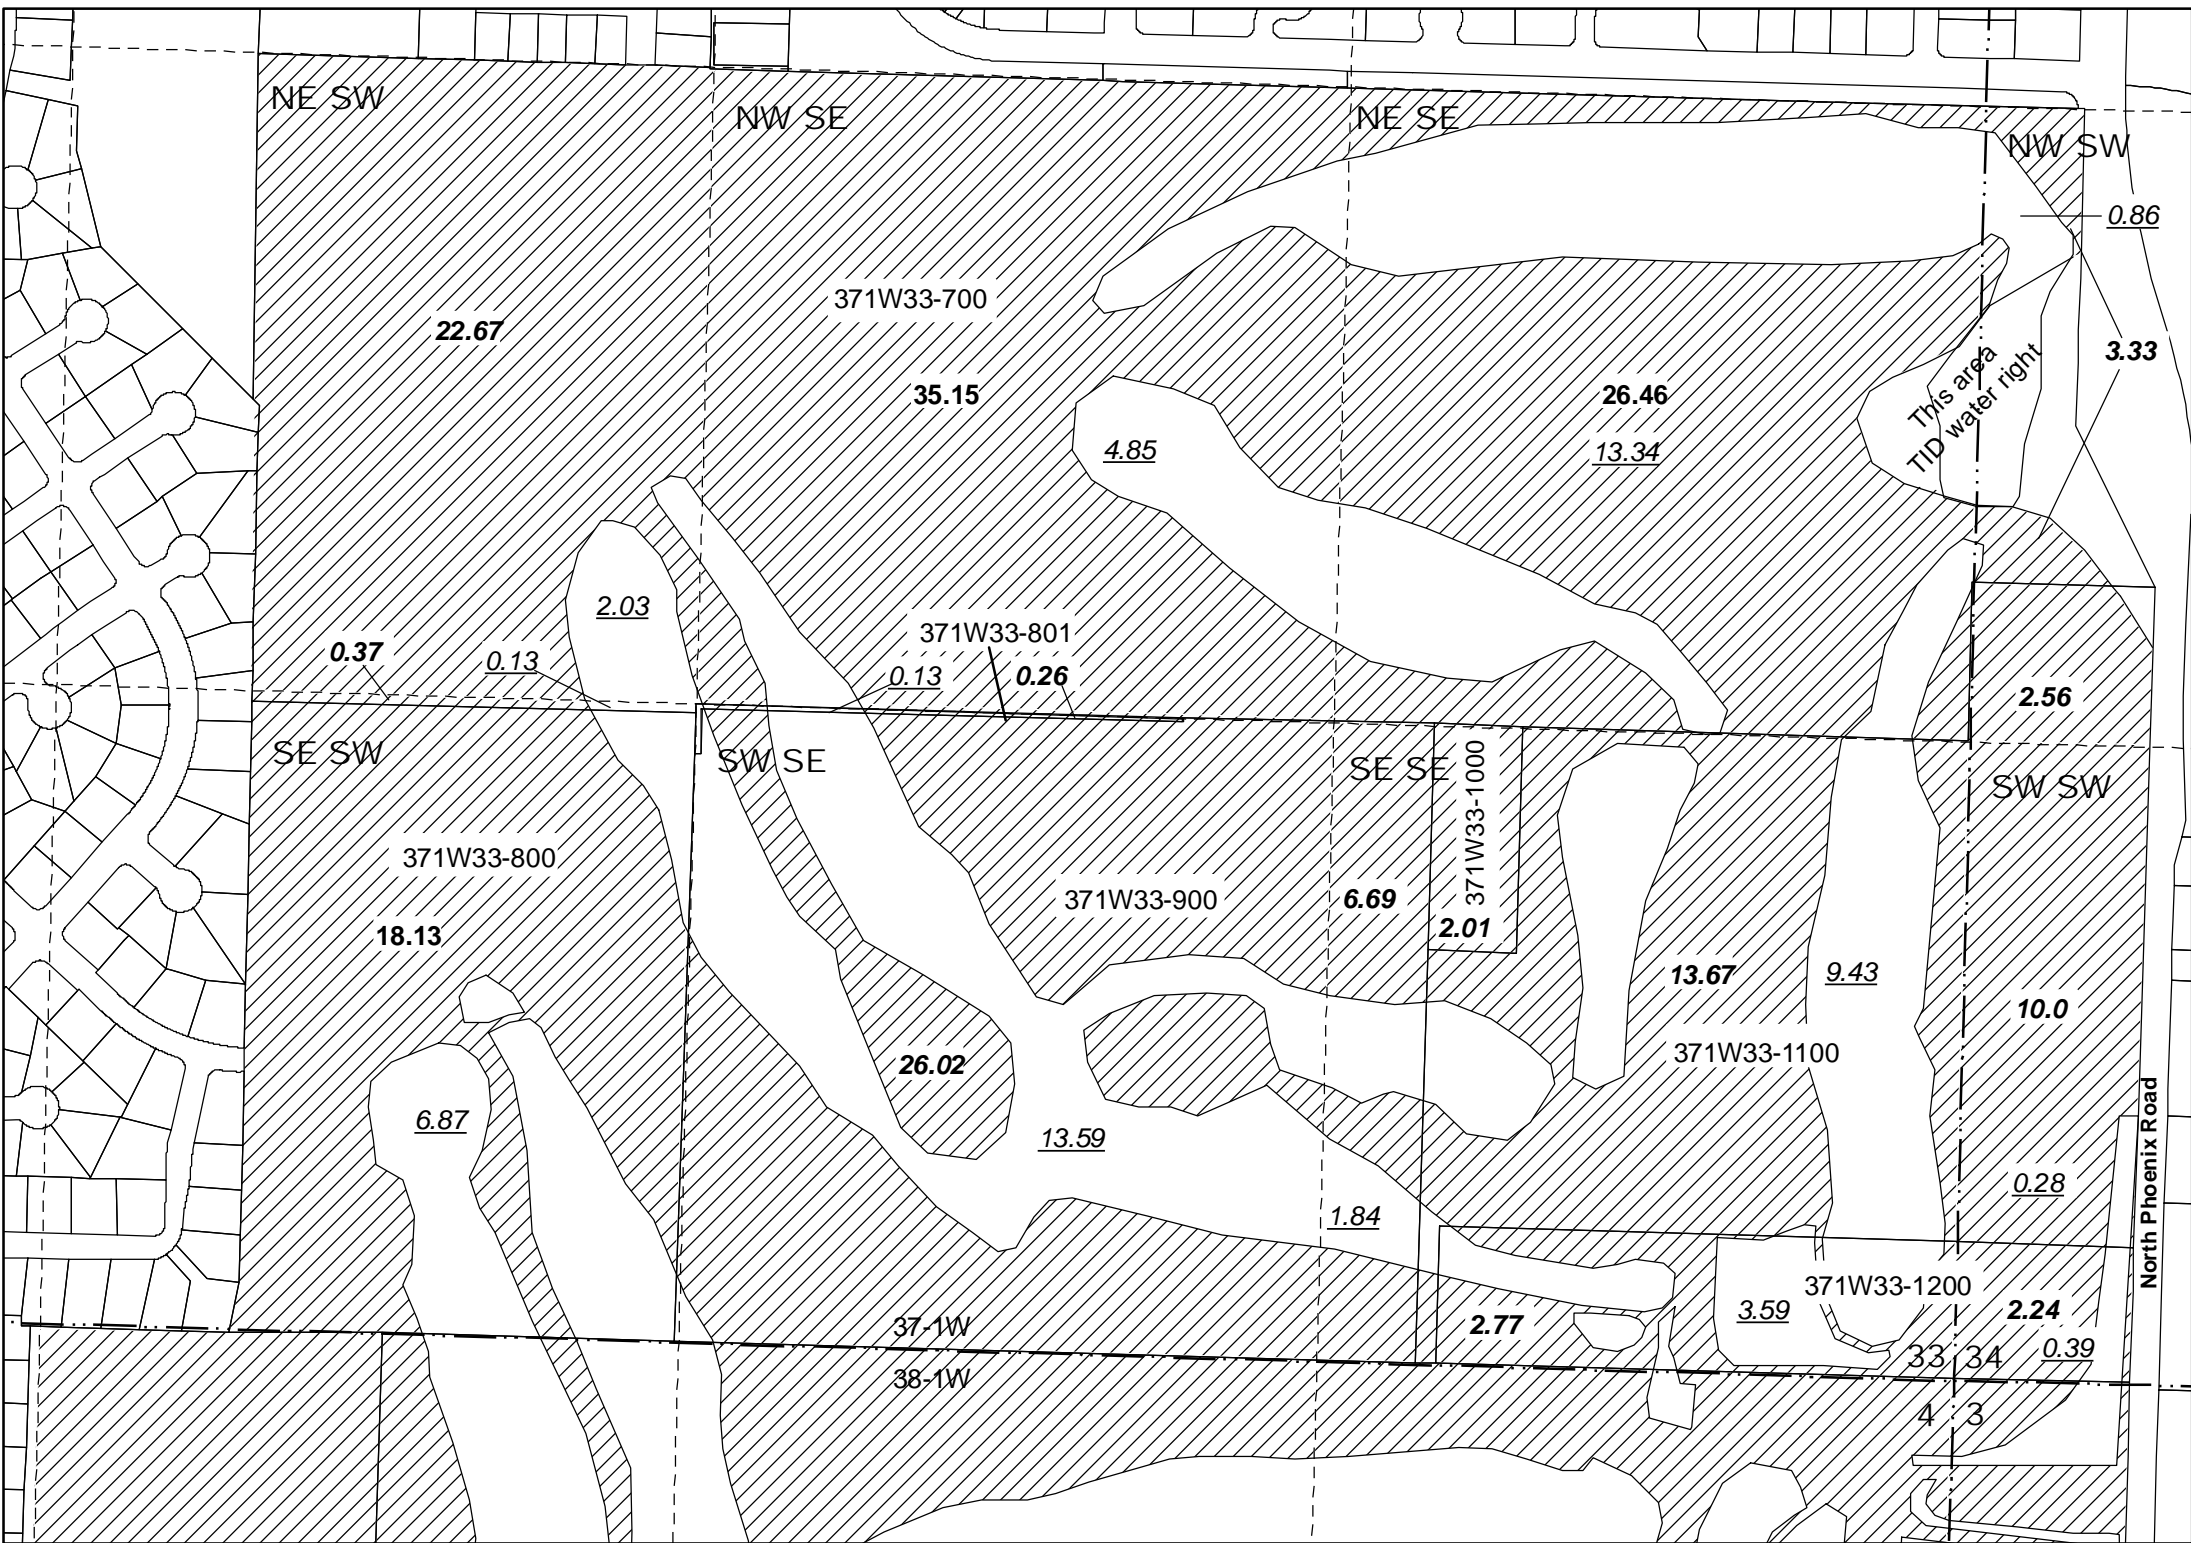 NE SW
NW SE
NE SE
NW SW
0.86
371W33-700
22.67
3.33
35.15
26.46
This area
TID water right
4.85
13.34
2.03
371W33-801
0.37
0.13
0.13
0.26
2.56
SE SW
SW SE
SE SE
371W33-1000
SW SW
371W33-800
371W33-900
6.69
2.01
18.13
13.67
9.43
10.0
371W33-1100
26.02
6.87
13.59
0.28
1.84
North Phoenix Road
371W33-1200
3.59
2.24
2.77
37-1W
0.39
33 34
38-1W
4 3